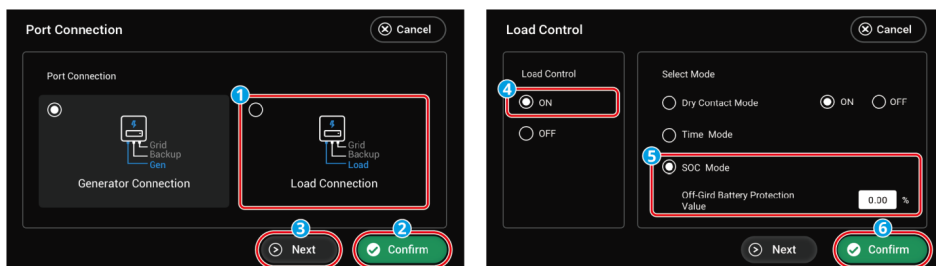 Port Connection
Cancel
Port Connection
1
Grid
Backup
Gen
Generator Connection
Grid
Backup
Load
Load Connection
3
Next
2
Confirm
Load Control
Cancel
Load Control
4
ON
OFF
Select Mode
Dry Contact Mode
ON
OFF
Time Mode
5
SOC Mode
Off-Gird Battery Protection
Value
0.00 %
Next
6
Confirm